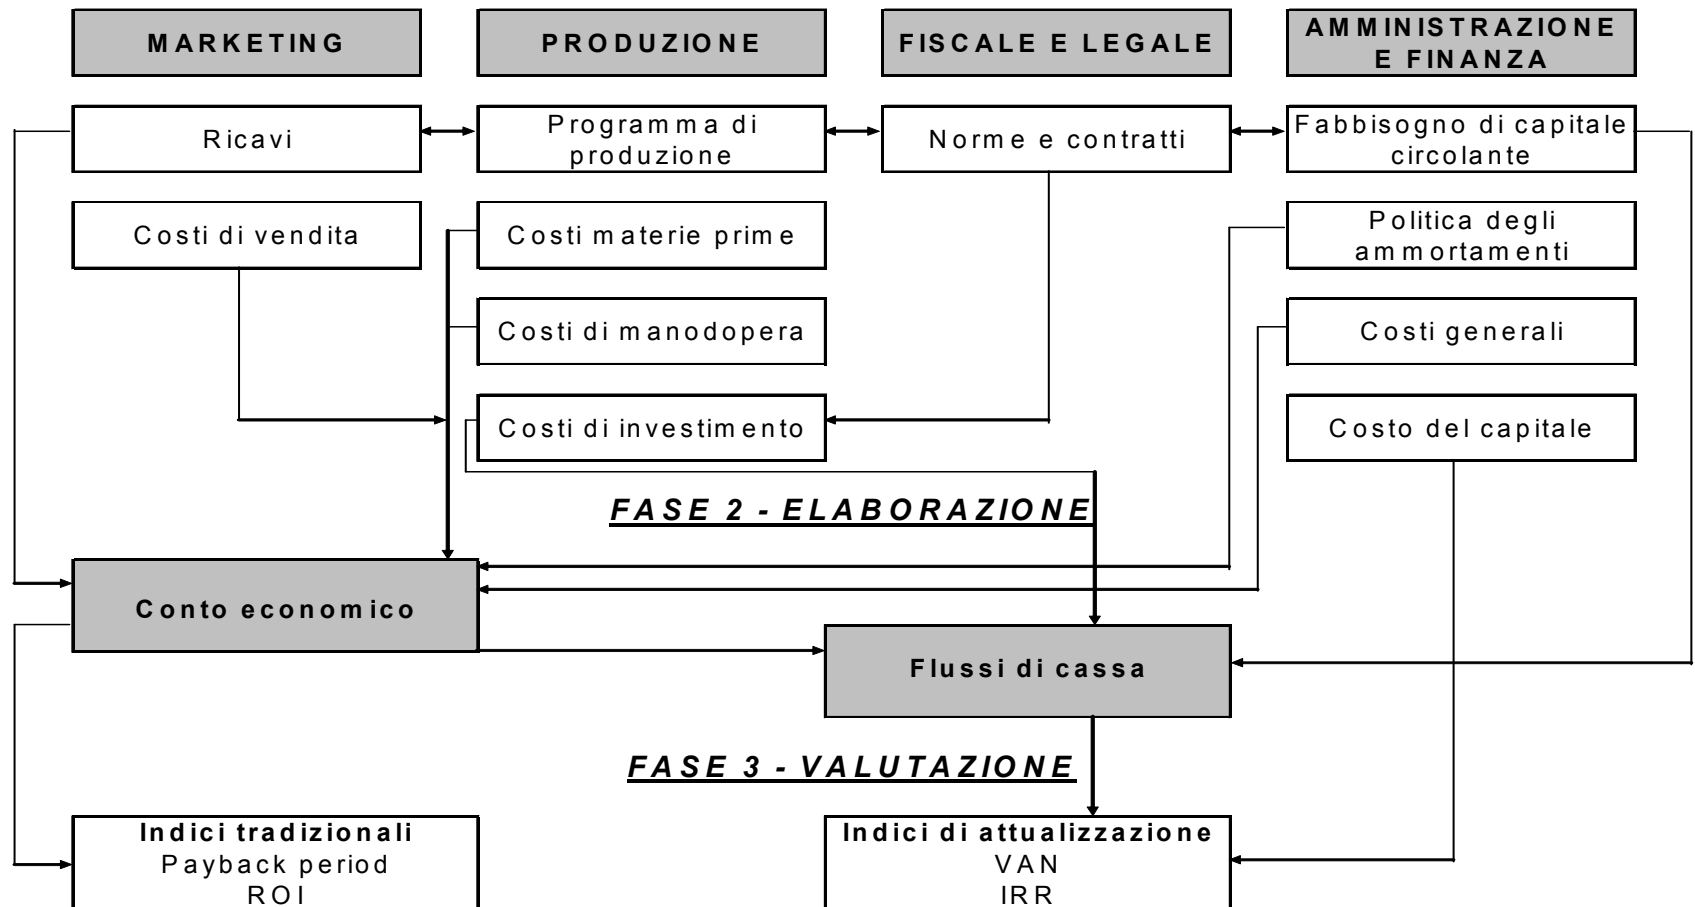 MARKETING
PRODUZIONE
FISCALE E LEGALE
AMMINISTRAZIONE
E FINANZA
Ricavi
Programma di
produzione
Norme e contratti
Fabbisogno di capitale
circolante
Costi di vendita
Costi materie prime
Politica degli
ammortamenti
Costi di manodopera
Costi generali
Costi di investimento
Costo del capitale
FASE 2 - ELABORAZIONE
Conto economico
Flussi di cassa
FASE 3 - VALUTAZIONE
Indici tradizionali
Payback period
ROI
Indici di attualizzazione
VAN
IRR